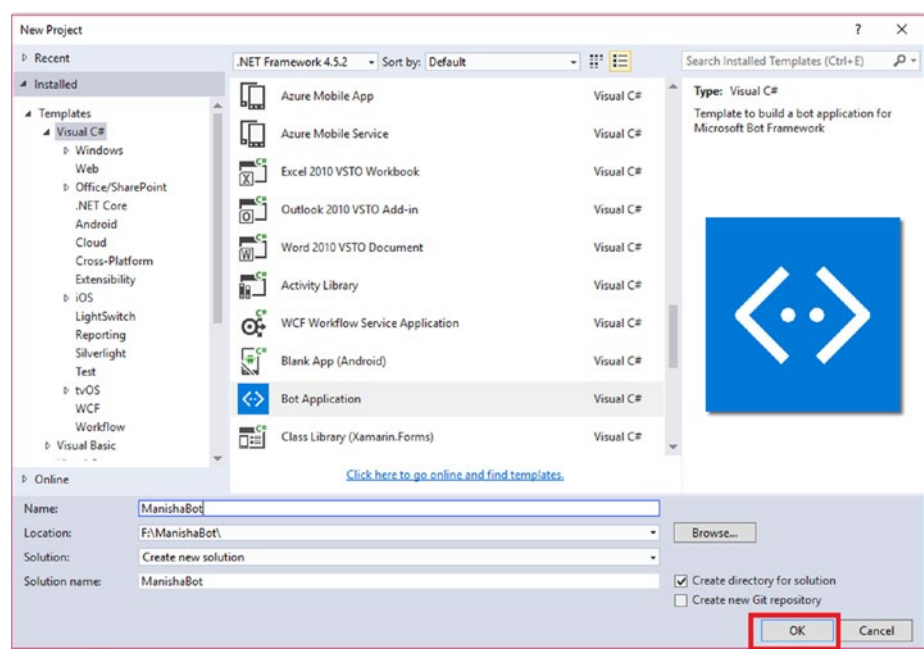 New Project
? ×
Recent
.NET Framework 4.5.2 Sort by: Default
Search Installed Templates (Ctrl+E)
Installed
Templates
Visual C#
Windows
Web
Office/SharePoint
.NET Core
Android
Cloud
Cross-Platform
Extensibility
iOS
LightSwitch
Reporting
Silverlight
Test
tvOS
WCF
Workflow
Visual Basic
Online
Azure Mobile App Visual C#
Azure Mobile Service Visual C#
Excel 2010 VSTO Workbook Visual C#
Outlook 2010 VSTO Add-in Visual C#
Word 2010 VSTO Document Visual C#
Activity Library Visual C#
WCF Workflow Service Application Visual C#
Blank App (Android) Visual C#
Bot Application Visual C#
Class Library (Xamarin.Forms) Visual C#
Click here to go online and find templates.
Type: Visual C#
Template to build a bot application for
Microsoft Bot Framework
Name: ManishaBot
Location: F:\ManishaBot\ Browse...
Solution: Create new solution
Solution name: ManishaBot
Create directory for solution
Create new Git repository
OK Cancel